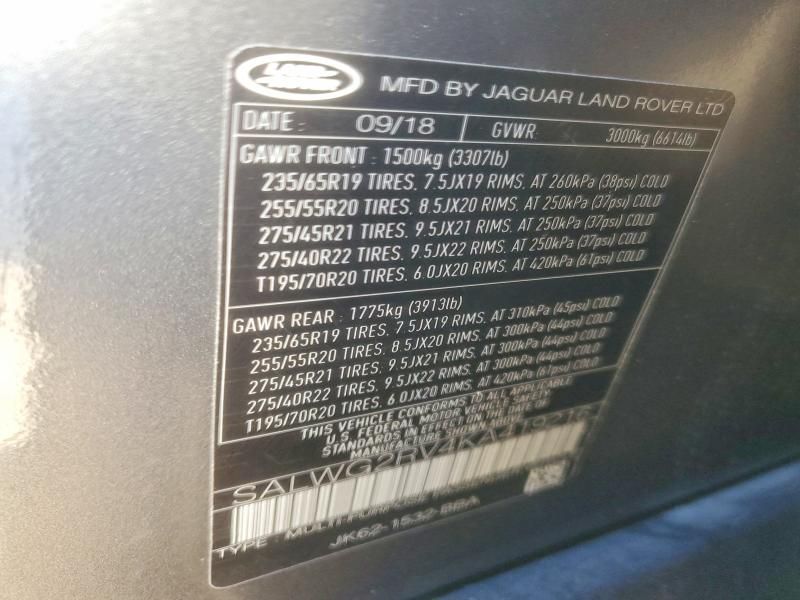 LAND ROVER
MFD BY JAGUAR LAND ROVER LTD
DATE : 09/18 GVWR: 3000kg (6614lb)
GAWR FRONT : 1500kg (3307lb)
235/65R19 TIRES, 7.5JX19 RIMS, AT 260kPa (38psi) COLD
255/55R20 TIRES, 8.5JX20 RIMS, AT 250kPa (37psi) COLD
275/45R21 TIRES, 9.5JX21 RIMS, AT 250kPa (37psi) COLD
275/40R22 TIRES, 9.5JX22 RIMS, AT 250kPa (37psi) COLD
T195/70R20 TIRES, 6.0JX20 RIMS, AT 420kPa (61psi) COLD
GAWR REAR : 1775kg (3913lb)
235/65R19 TIRES, 7.5JX19 RIMS, AT 310kPa (45psi) COLD
255/55R20 TIRES, 8.5JX20 RIMS, AT 300kPa (44psi) COLD
275/45R21 TIRES, 9.5JX21 RIMS, AT 300kPa (44psi) COLD
275/40R22 TIRES, 9.5JX22 RIMS, AT 300kPa (44psi) COLD
T195/70R20 TIRES, 6.0JX20 RIMS, AT 420kPa (61psi) COLD
THIS VEHICLE CONFORMS TO ALL APPLICABLE
U.S. FEDERAL MOTOR VEHICLE SAFETY
MANUFACTURE SHOWN ABOVE
SALWG2RV4KA419216
TYPE : MULTI-PURPOSE
JK62-1532-BBA